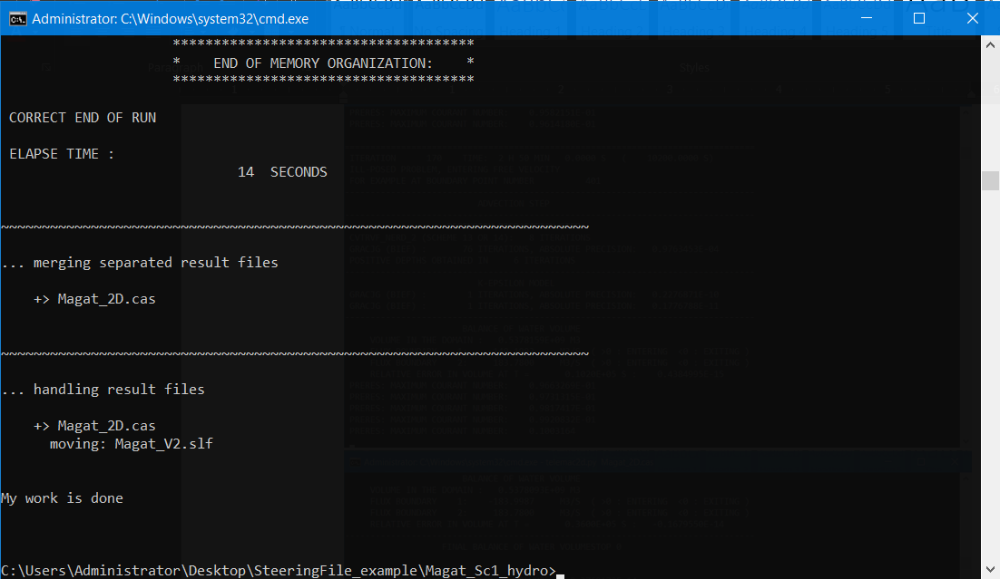 Administrator: C:\Windows\system32\cmd.exe
*************************************
*    END OF MEMORY ORGANIZATION:    *
*************************************
CORRECT END OF RUN
ELAPSE TIME :
14  SECONDS
~~~~~~~~~~~~~~~~~~~~~~~~~~~~~~~~~~~~~~~~~~~~~~~~~~~~~~~~~~~~~~~~~~~~~~~~
... merging separated result files
+> Magat_2D.cas
~~~~~~~~~~~~~~~~~~~~~~~~~~~~~~~~~~~~~~~~~~~~~~~~~~~~~~~~~~~~~~~~~~~~~~~~
... handling result files
+> Magat_2D.cas
moving: Magat_V2.slf
My work is done
C:\Users\Administrator\Desktop\SteeringFile_example\Magat_Sc1_hydro>